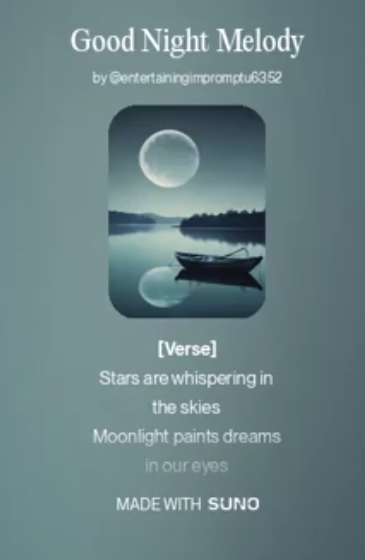 Good Night Melody
by @entertainingimpromptu6352
[Verse]
Stars are whispering in
the skies
Moonlight paints dreams
in our eyes
MADE WITH SUNO